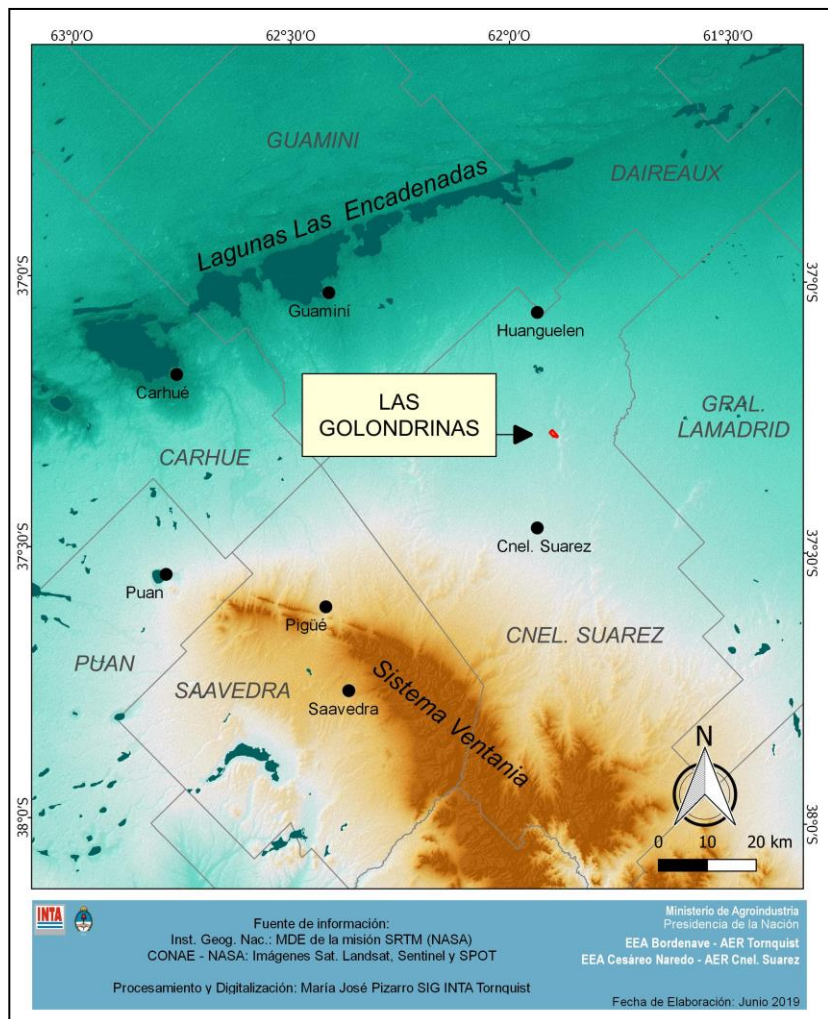 63°0'O
62°30'O
62°0'O
61°30'O
GUAMINI
DAIREAUX
Lagunas Las Encadenadas
37°0'S
37°0'S
Guaminí
Huanguelen
Carhué
LAS
GOLONDRINAS
GRAL.
LAMADRID
CARHUE
Cnel. Suarez
37°30'S
37°30'S
Puan
Pigüé
CNEL. SUAREZ
PUAN
SAAVEDRA
Saavedra
Sistema Ventania
N
38°0'S
38°0'S
0 10 20 km
INTA
Fuente de información:
Inst. Geog. Nac.: MDE de la misión SRTM (NASA)
CONAE - NASA: Imágenes Sat. Landsat, Sentinel y SPOT
Procesamiento y Digitalización: María José Pizarro SIG INTA Tornquist
Ministerio de Agroindustria
Presidencia de la Nación
EEA Bordenave - AER Tornquist
EEA Cesáreo Naredo - AER Cnel. Suarez
Fecha de Elaboración: Junio 2019